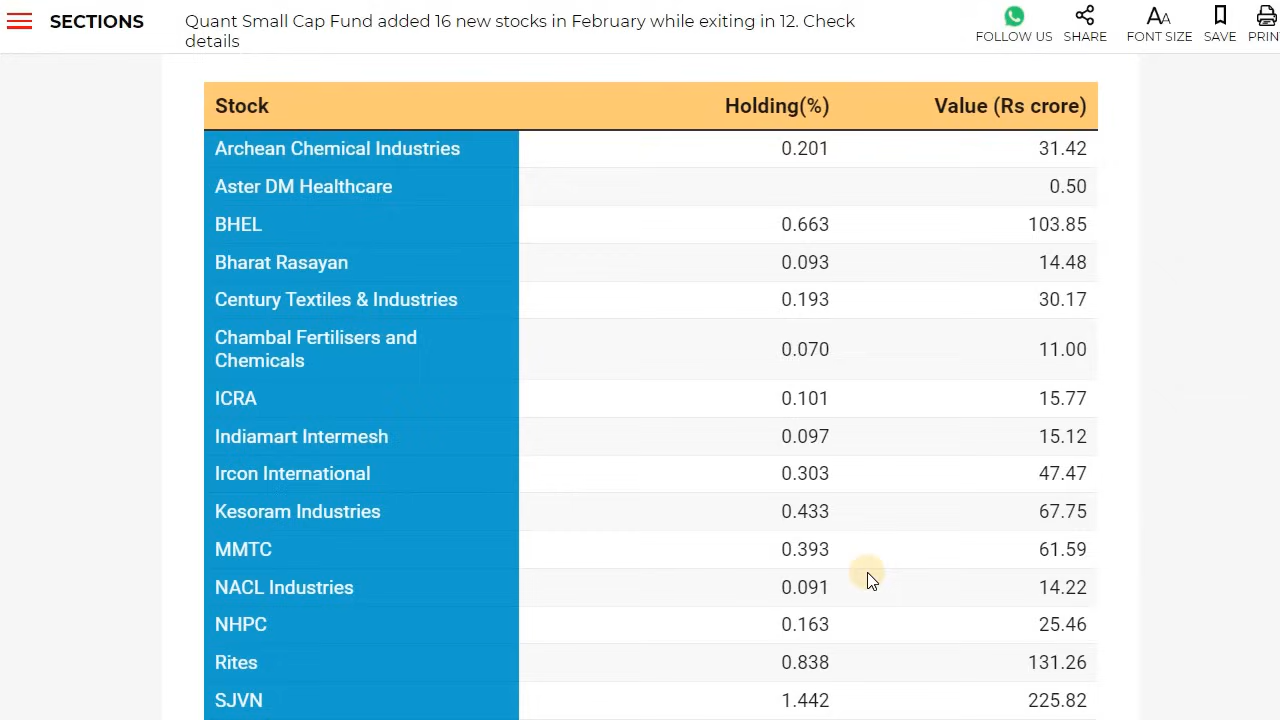 SECTIONS
Quant Small Cap Fund added 16 new stocks in February while exiting in 12. Check
details
FOLLOW US
SHARE
FONT SIZE
SAVE
PRIN
Stock Holding(%) Value (Rs crore)
Archean Chemical Industries 0.201 31.42
Aster DM Healthcare 0.50
BHEL 0.663 103.85
Bharat Rasayan 0.093 14.48
Century Textiles & Industries 0.193 30.17
Chambal Fertilisers and
Chemicals 0.070 11.00
ICRA 0.101 15.77
Indiamart Intermesh 0.097 15.12
Ircon International 0.303 47.47
Kesoram Industries 0.433 67.75
MMTC 0.393 61.59
NACL Industries 0.091 14.22
NHPC 0.163 25.46
Rites 0.838 131.26
SJVN 1.442 225.82